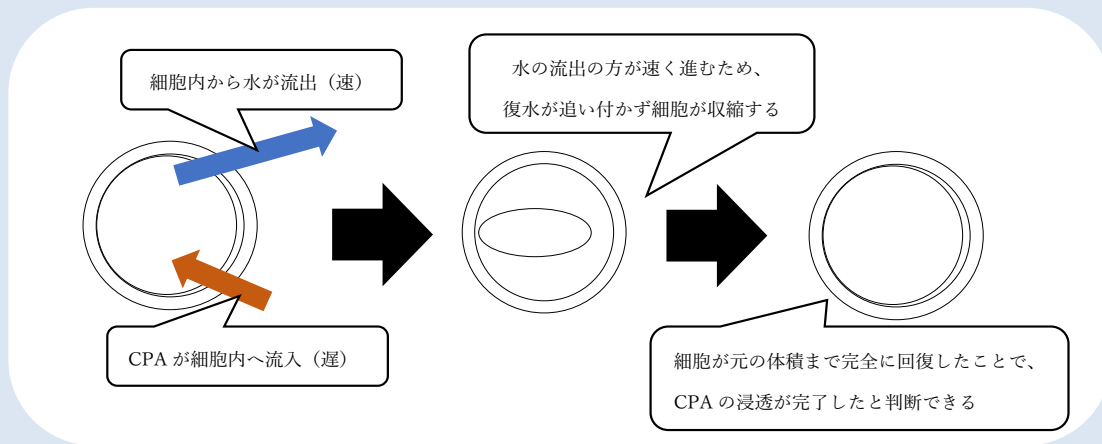 細胞内から水が流出（速）
CPA が細胞内へ流入（遅）
水の流出の方が速く進むため、
復水が追い付かず細胞が収縮する
細胞が元の体積まで完全に回復したことで、
CPA の浸透が完了したと判断できる